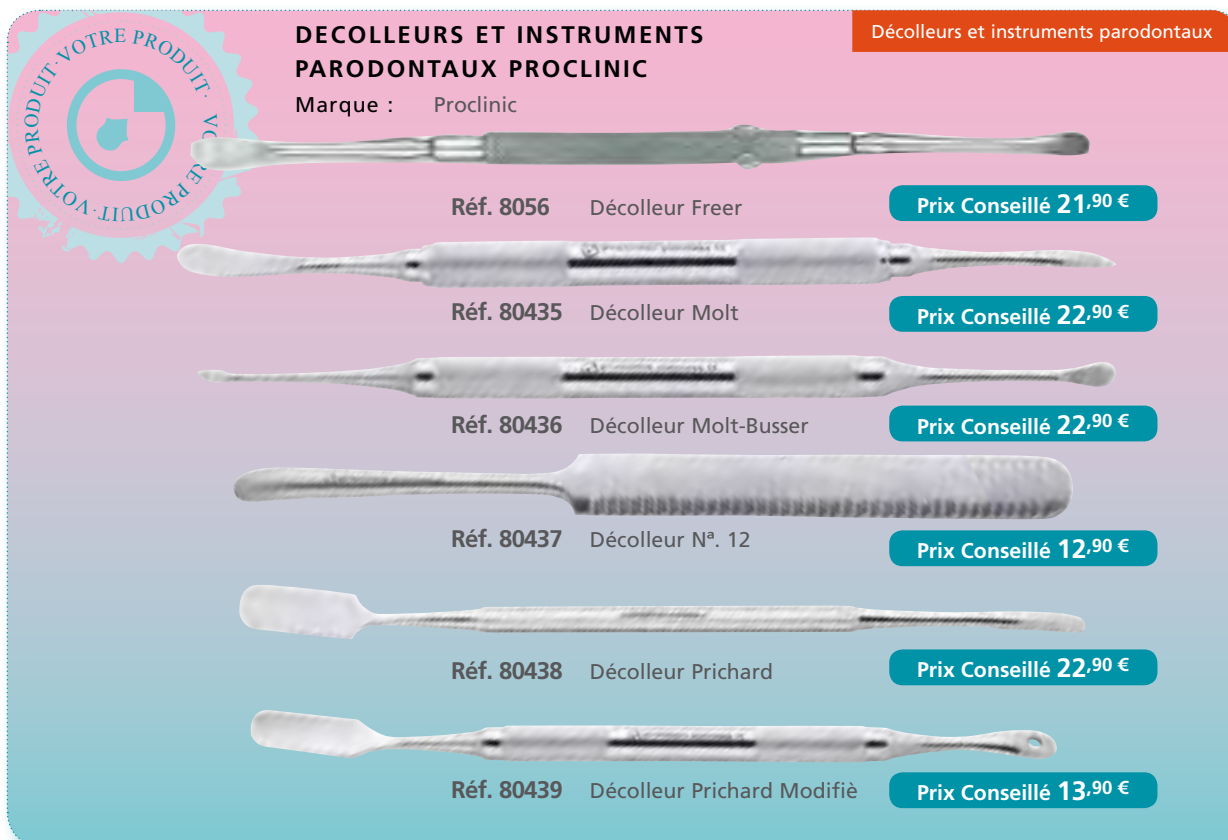 Décolleurs et instruments parodontaux
DECOLLEURS ET INSTRUMENTS
PARODONTAUX PROCLINIC
Marque : Proclinic
VOTRE PRODUIT · VOTRE PRODUIT · VOTRE PRODUIT ·
Réf. 8056 Décolleur Freer Prix Conseillé 21,90 €
Réf. 80435 Décolleur Molt Prix Conseillé 22,90 €
Réf. 80436 Décolleur Molt-Busser Prix Conseillé 22,90 €
Réf. 80437 Décolleur Nª. 12 Prix Conseillé 12,90 €
Réf. 80438 Décolleur Prichard Prix Conseillé 22,90 €
Réf. 80439 Décolleur Prichard Modifiè Prix Conseillé 13,90 €